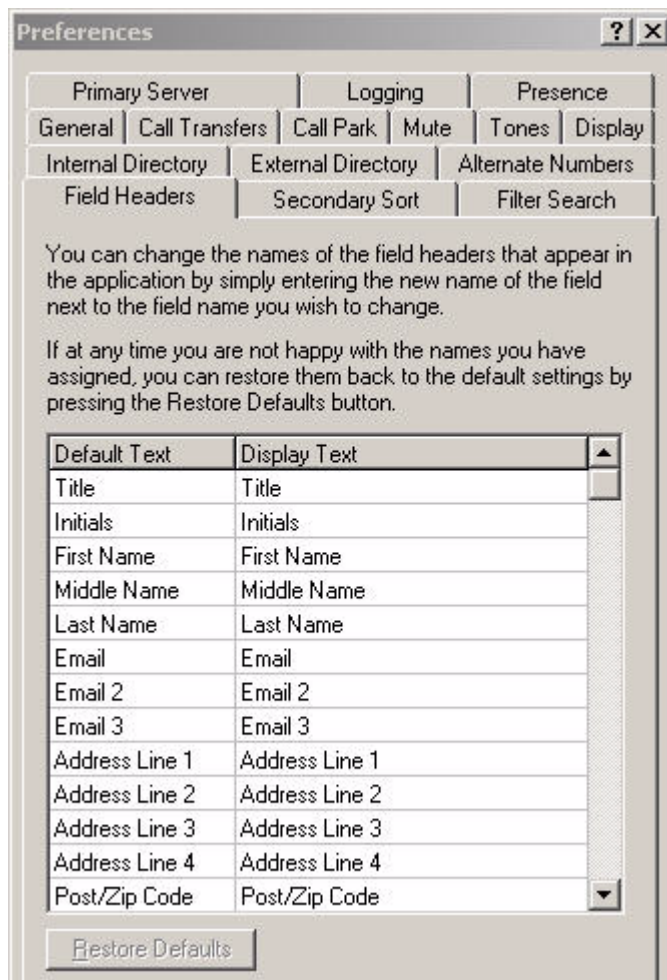 Preferences
Primary Server Logging Presence
General Call Transfers Call Park Mute Tones Display
Internal Directory External Directory Alternate Numbers
Field Headers Secondary Sort Filter Search
You can change the names of the field headers that appear in
the application by simply entering the new name of the field
next to the field name you wish to change.
If at any time you are not happy with the names you have
assigned, you can restore them back to the default settings by
pressing the Restore Defaults button.
Default Text Display Text
Title Title
Initials Initials
First Name First Name
Middle Name Middle Name
Last Name Last Name
Email Email
Email 2 Email 2
Email 3 Email 3
Address Line 1 Address Line 1
Address Line 2 Address Line 2
Address Line 3 Address Line 3
Address Line 4 Address Line 4
Post/Zip Code Post/Zip Code
Restore Defaults